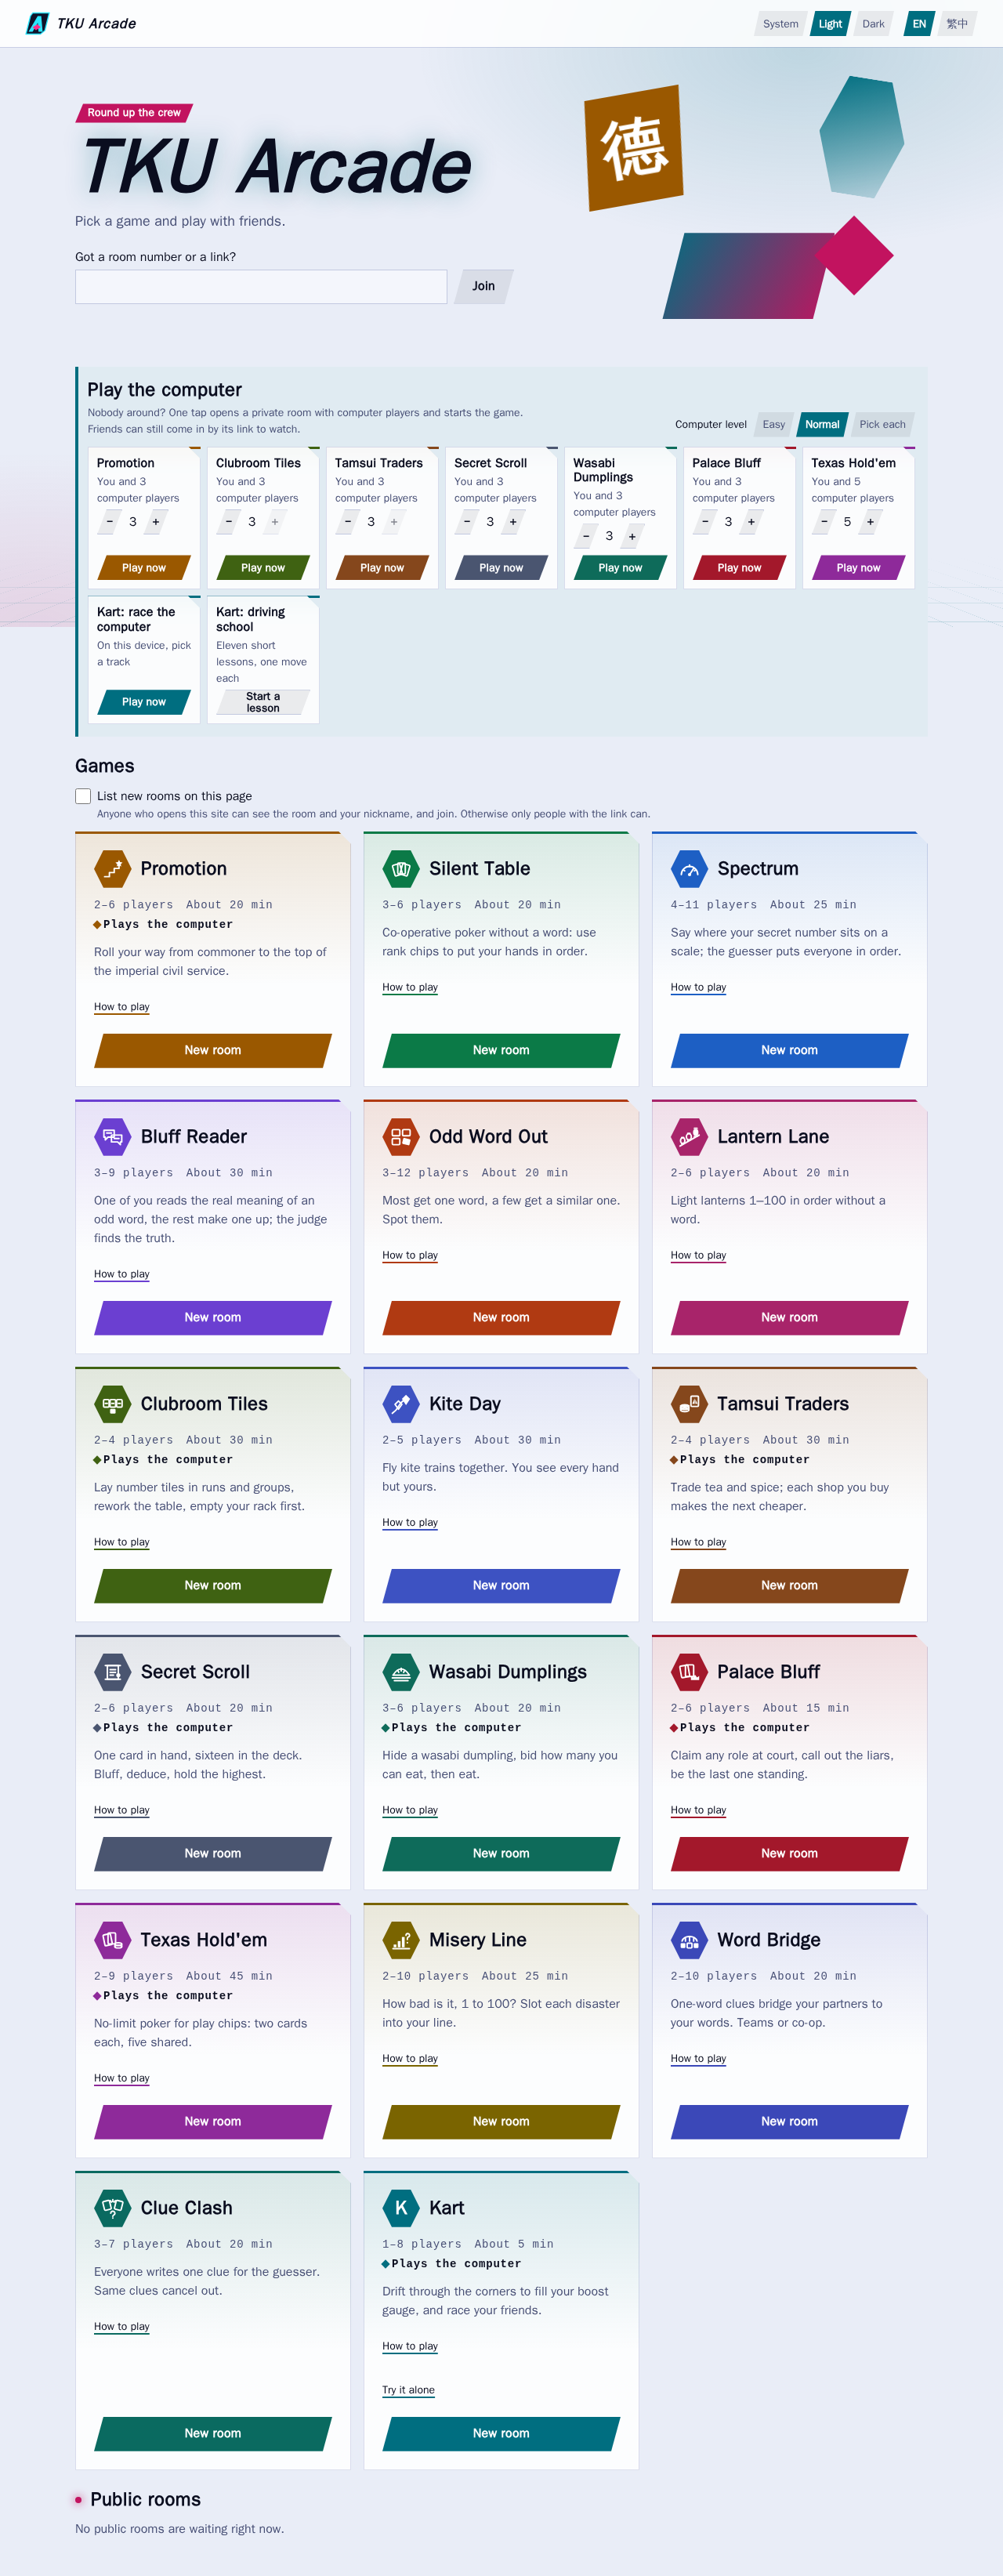 TKU Arcade
System Light Dark EN 繁中
Round up the crew
TKU Arcade
Pick a game and play with friends.
Got a room number or a link?
Join
德
Play the computer
Nobody around? One tap opens a private room with computer players and starts the game.
Friends can still come in by its link to watch.
Computer level Easy Normal Pick each
Promotion
You and 3
computer players
− 3 +
Play now
Clubroom Tiles
You and 3
computer players
− 3 +
Play now
Tamsui Traders
You and 3
computer players
− 3 +
Play now
Secret Scroll
You and 3
computer players
− 3 +
Play now
Wasabi
Dumplings
You and 3
computer players
− 3 +
Play now
Palace Bluff
You and 3
computer players
− 3 +
Play now
Texas Hold'em
You and 5
computer players
− 5 +
Play now
Kart: race the
computer
On this device, pick
a track
Play now
Kart: driving
school
Eleven short
lessons, one move
each
Start a
lesson
Games
List new rooms on this page
Anyone who opens this site can see the room and your nickname, and join. Otherwise only people with the link can.
Promotion
2–6 players About 20 min
Plays the computer
Roll your way from commoner to the top of
the imperial civil service.
How to play
New room
Silent Table
3–6 players About 20 min
Co-operative poker without a word: use
rank chips to put your hands in order.
How to play
New room
Spectrum
4–11 players About 25 min
Say where your secret number sits on a
scale; the guesser puts everyone in order.
How to play
New room
Bluff Reader
3–9 players About 30 min
One of you reads the real meaning of an
odd word, the rest make one up; the judge
finds the truth.
How to play
New room
Odd Word Out
3–12 players About 20 min
Most get one word, a few get a similar one.
Spot them.
How to play
New room
Lantern Lane
2–6 players About 20 min
Light lanterns 1–100 in order without a
word.
How to play
New room
Clubroom Tiles
2–4 players About 30 min
Plays the computer
Lay number tiles in runs and groups,
rework the table, empty your rack first.
How to play
New room
Kite Day
2–5 players About 30 min
Fly kite trains together. You see every hand
but yours.
How to play
New room
Tamsui Traders
2–4 players About 30 min
Plays the computer
Trade tea and spice; each shop you buy
makes the next cheaper.
How to play
New room
Secret Scroll
2–6 players About 20 min
Plays the computer
One card in hand, sixteen in the deck.
Bluff, deduce, hold the highest.
How to play
New room
Wasabi Dumplings
3–6 players About 20 min
Plays the computer
Hide a wasabi dumpling, bid how many you
can eat, then eat.
How to play
New room
Palace Bluff
2–6 players About 15 min
Plays the computer
Claim any role at court, call out the liars,
be the last one standing.
How to play
New room
Texas Hold'em
2–9 players About 45 min
Plays the computer
No-limit poker for play chips: two cards
each, five shared.
How to play
New room
Misery Line
2–10 players About 25 min
How bad is it, 1 to 100? Slot each disaster
into your line.
How to play
New room
Word Bridge
2–10 players About 20 min
One-word clues bridge your partners to
your words. Teams or co-op.
How to play
New room
Clue Clash
3–7 players About 20 min
Everyone writes one clue for the guesser.
Same clues cancel out.
How to play
New room
K Kart
1–8 players About 5 min
Plays the computer
Drift through the corners to fill your boost
gauge, and race your friends.
How to play
Try it alone
New room
Public rooms
No public rooms are waiting right now.